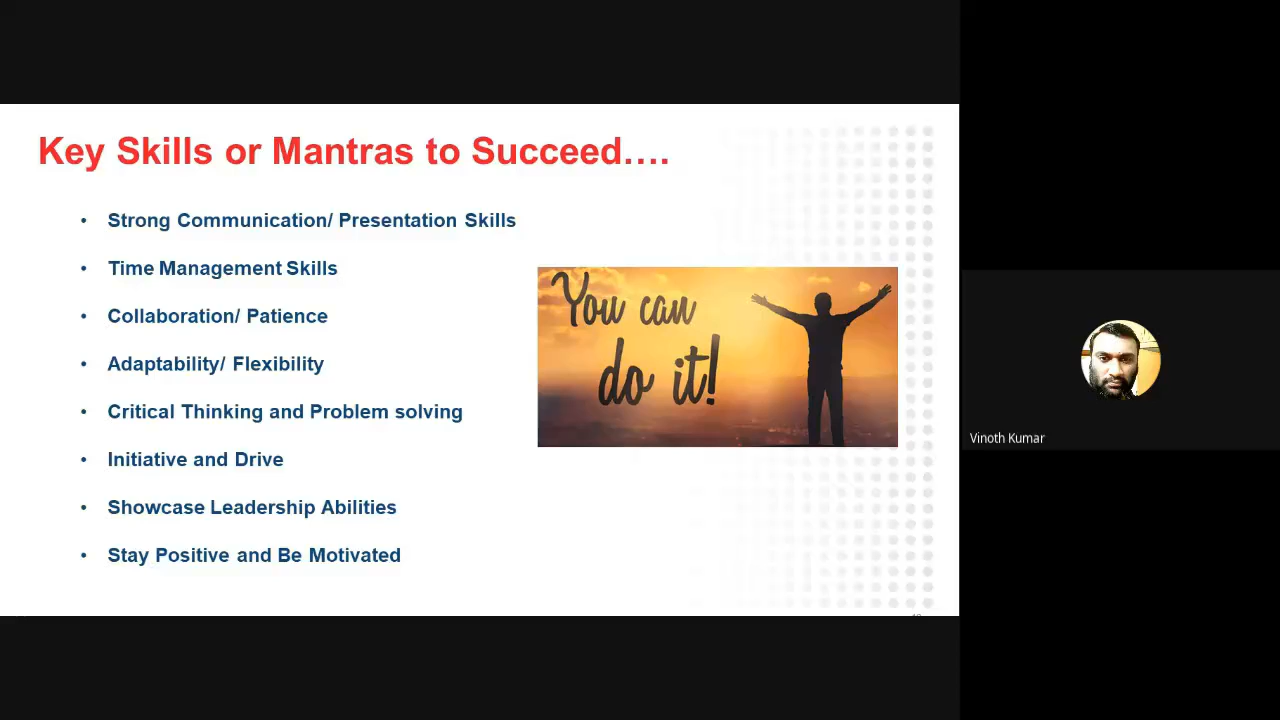 Key Skills or Mantras to Succeed….
• Strong Communication/ Presentation Skills
• Time Management Skills
• Collaboration/ Patience
• Adaptability/ Flexibility
• Critical Thinking and Problem solving
• Initiative and Drive
• Showcase Leadership Abilities
• Stay Positive and Be Motivated
You can
do it!
Vinoth Kumar